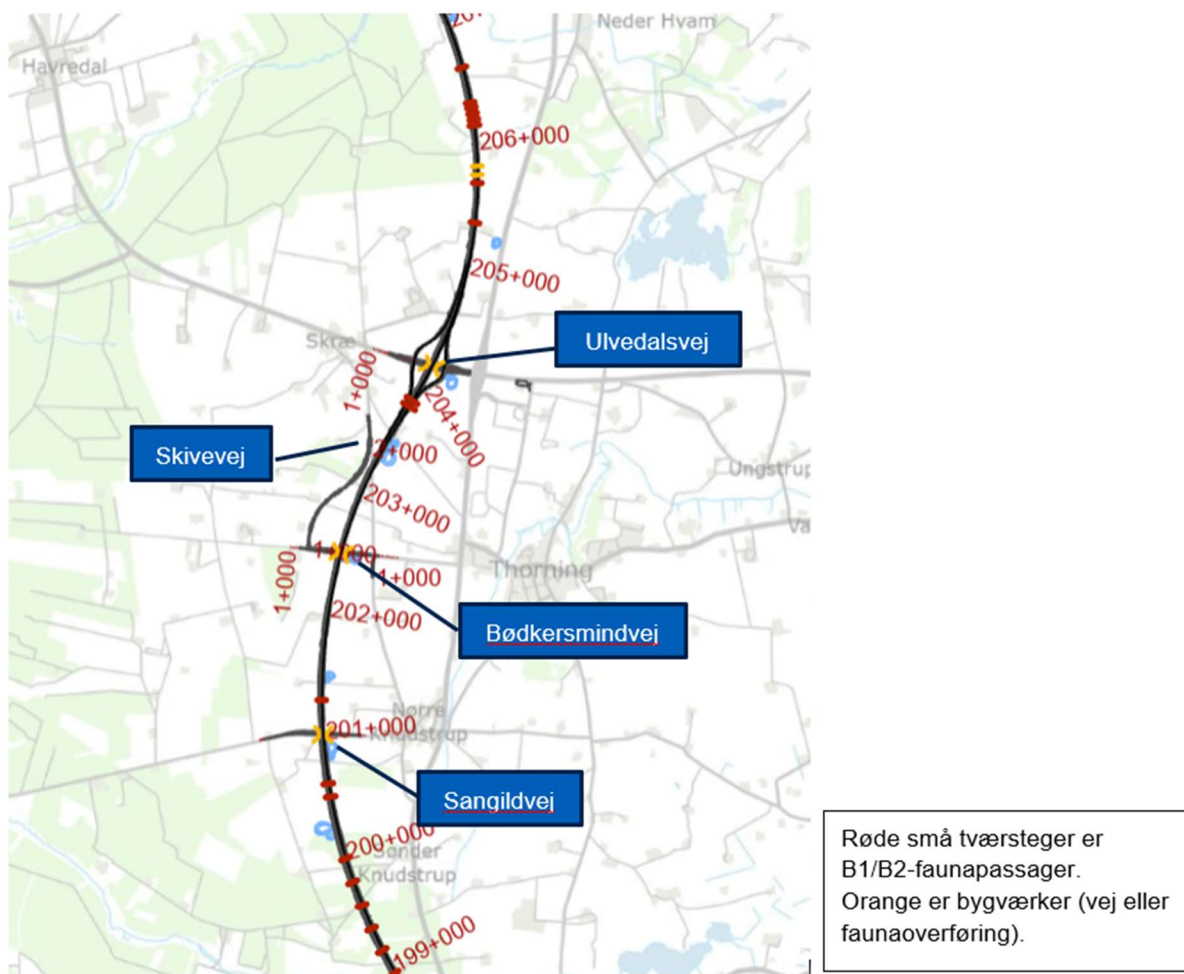 207
Neder Hvam
Havredal
206+000
205+000
Ulvedalsvej
Skræ
1+000
204+000
Skivevej
2+000
Ungstrup
203+000
1+000
1+000
Thorning
1+000
202+000
Bødkersmindvej
Nørre
201+000
Knudstrup
Sangildvej
200+000
Sønder
Knudstrup
199+000
Røde små tværsteger er
B1/B2-faunapassager.
Orange er bygværker (vej eller
faunaoverføring).